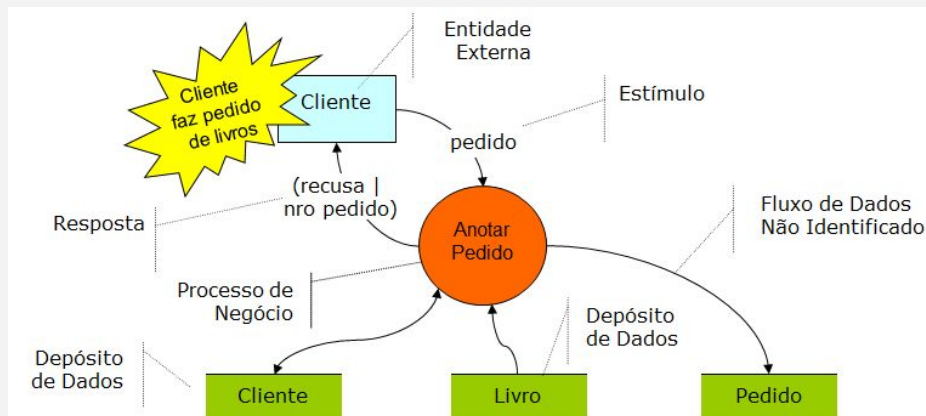 Entidade
Externa
Cliente
faz pedido
de livros
Cliente
Estímulo
pedido
(recusa |
nro pedido)
Resposta
Fluxo de Dados
Não Identificado
Anotar
Pedido
Processo de
Negócio
Depósito
de Dados
Depósito
de Dados
Cliente
Livro
Pedido